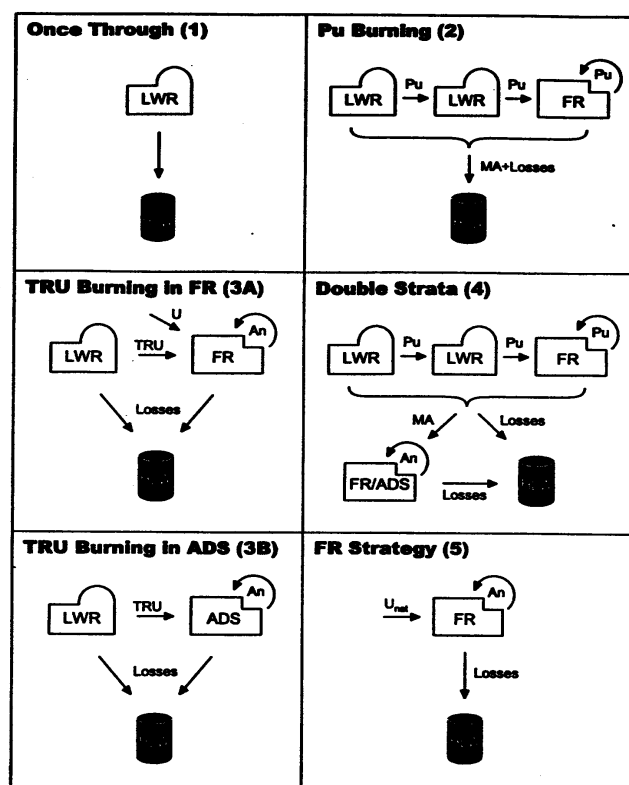 Once Through (1)
LWR
Pu Burning (2)
LWR
Pu
LWR
Pu
FR
Pu
MA+Losses
TRU Burning in FR (3A)
U
LWR
TRU
FR
An
Losses
Double Strata (4)
LWR
Pu
LWR
Pu
FR
Pu
MA
Losses
FR/ADS
An
Losses
TRU Burning in ADS (3B)
LWR
TRU
ADS
An
Losses
FR Strategy (5)
Unat
FR
An
Losses